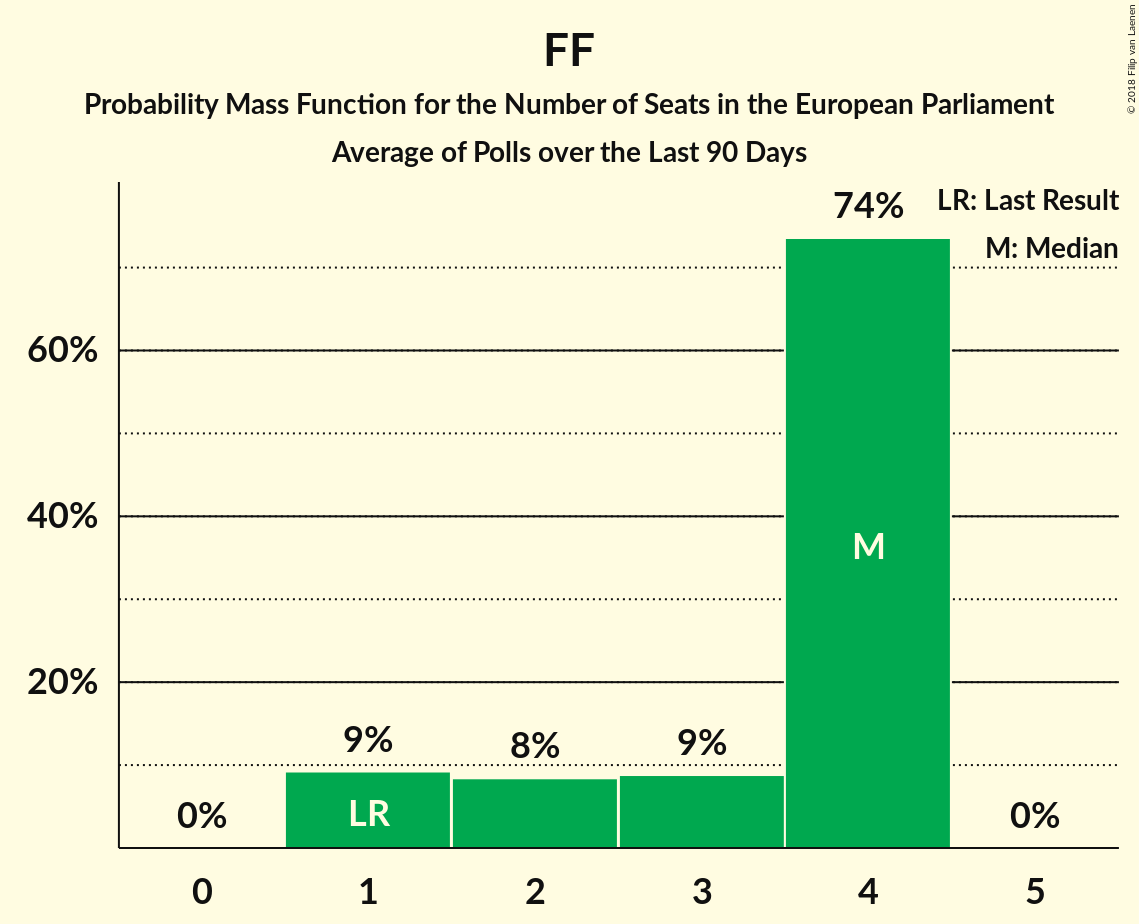 FF
Probability Mass Function for the Number of Seats in the European Parliament
Average of Polls over the Last 90 Days
© 2018 Filip van Laenen
LR: Last Result
M: Median
74%
60%
40%
20%
M
9%
8%
9%
0%
LR
0%
0 1 2 3 4 5